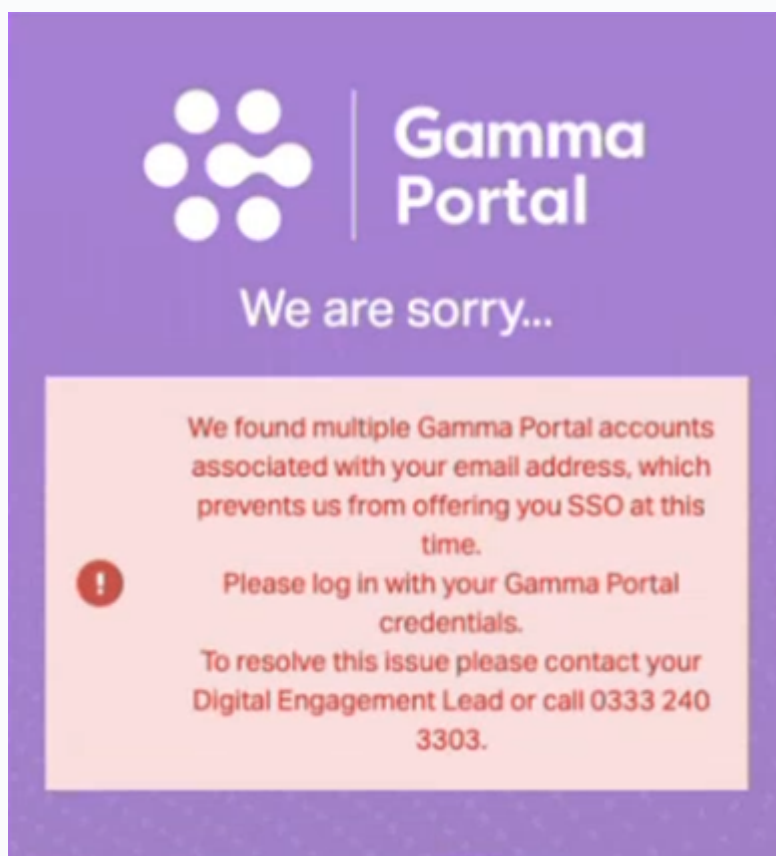 Gamma
Portal
We are sorry...
We found multiple Gamma Portal accounts
associated with your email address, which
prevents us from offering you SSO at this
time.
Please log in with your Gamma Portal
credentials.
To resolve this issue please contact your
Digital Engagement Lead or call 0333 240
3303.